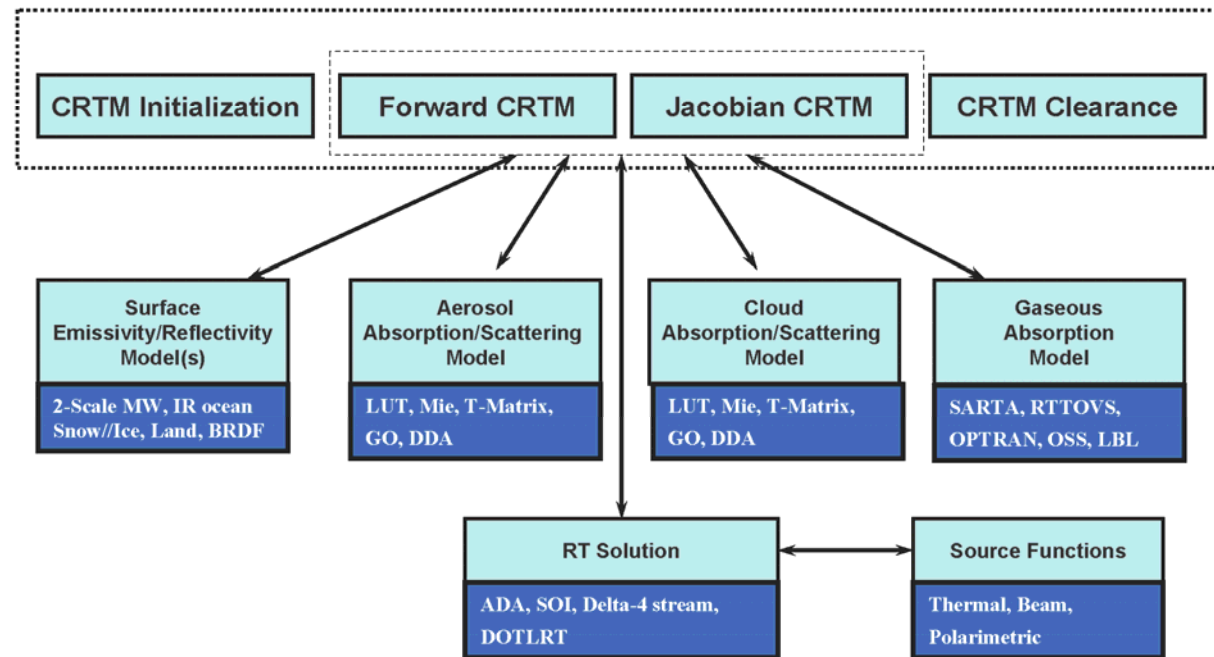 CRTM Initialization
Forward CRTM
Jacobian CRTM
CRTM Clearance
Surface
Emissivity/Reflectivity
Model(s)
2-Scale MW, IR ocean
Snow//Ice, Land, BRDF
Aerosol
Absorption/Scattering
Model
LUT, Mie, T-Matrix,
GO, DDA
Cloud
Absorption/Scattering
Model
LUT, Mie, T-Matrix,
GO, DDA
Gaseous
Absorption
Model
SARTA, RTTOVS,
OPTRAN, OSS, LBL
RT Solution
ADA, SOI, Delta-4 stream,
DOTLRT
Source Functions
Thermal, Beam,
Polarimetric